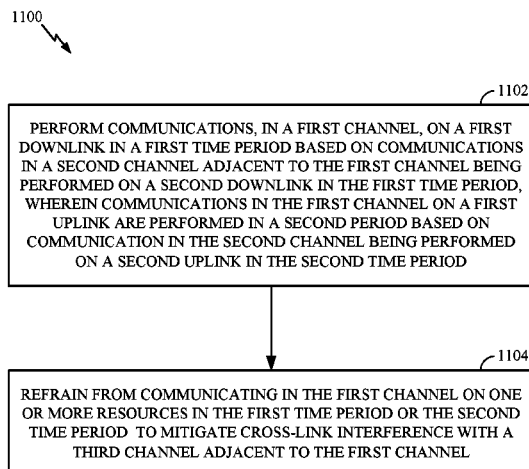 1100
1102
PERFORM COMMUNICATIONS, IN A FIRST CHANNEL, ON A FIRST
DOWNLINK IN A FIRST TIME PERIOD BASED ON COMMUNICATIONS
IN A SECOND CHANNEL ADJACENT TO THE FIRST CHANNEL BEING
PERFORMED ON A SECOND DOWNLINK IN THE FIRST TIME PERIOD,
WHEREIN COMMUNICATIONS IN THE FIRST CHANNEL ON A FIRST
UPLINK ARE PERFORMED IN A SECOND PERIOD BASED ON
COMMUNICATION IN THE SECOND CHANNEL BEING PERFORMED
ON A SECOND UPLINK IN THE SECOND TIME PERIOD
1104
REFRAIN FROM COMMUNICATING IN THE FIRST CHANNEL ON ONE
OR MORE RESOURCES IN THE FIRST TIME PERIOD OR THE SECOND
TIME PERIOD TO MITIGATE CROSS-LINK INTERFERENCE WITH A
THIRD CHANNEL ADJACENT TO THE FIRST CHANNEL